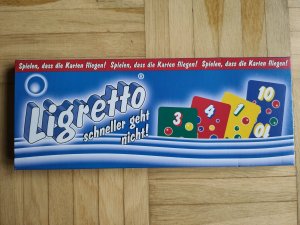 Spielen, dass die Karten fliegen! Spielen, dass die Karten fliegen! Spielen, dass die Karten fliegen!
Ligretto®
schneller geht
nicht!
3 4 1 10
10